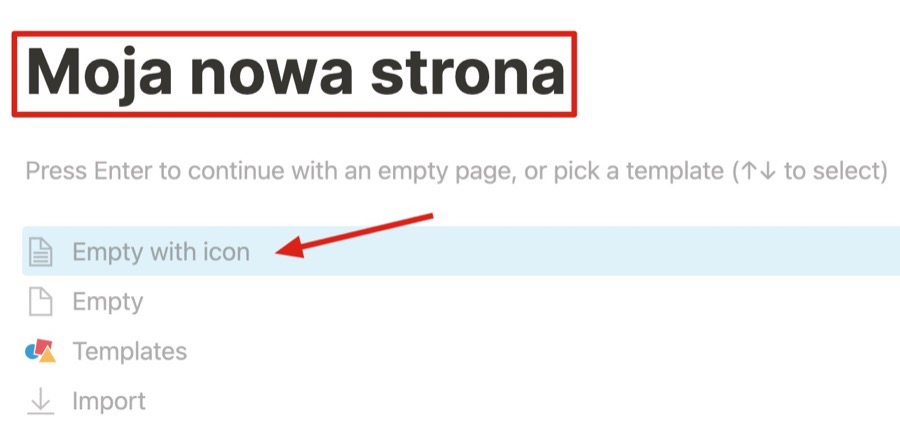 Moja nowa strona
Press Enter to continue with an empty page, or pick a template (↑↓ to select)
Empty with icon
Empty
Templates
Import